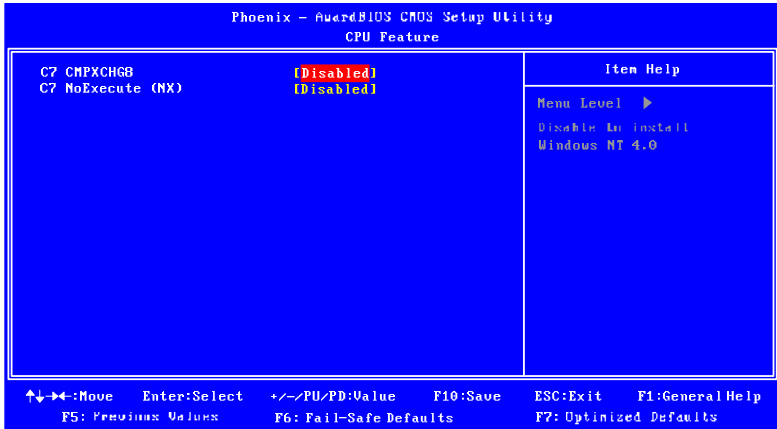 Phoenix - AwardBIOS CMOS Setup Utility
CPU Feature
C7 CMPXCHG8 [Disabled]
C7 NoExecute (NX) [Disabled]
Item Help
Menu Level ▶
Disable to install
Windows NT 4.0
↑↓→←:Move Enter:Select +/-/PU/PD:Value F10:Save ESC:Exit F1:General Help
F5: Previous Values F6: Fail-Safe Defaults F7: Optimized Defaults